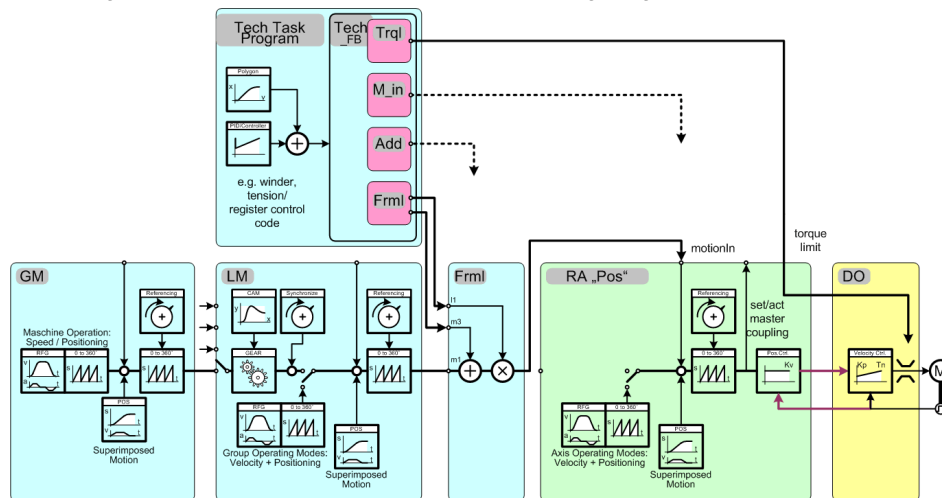 Tech Task
Program
Tech
_FB
Trql
M_in
Add
Frml
Polygon
x
v
PID/Controller
e.g. winder,
tension/
register control
code
motionIn
torque
limit
GM
Referencing
Maschine Operation:
Speed / Positioning
RFG
v
t
a
t
0 to 360°
s
t
0 to 360°
s
t
POS
s
t
v
t
Superimposed
Motion
LM
CAM
y
x
Synchronize
GEAR
Referencing
0 to 360°
s
t
RFG
v
t
a
t
0 to 360°
s
t
Group Operating Modes:
Velocity + Positioning
POS
s
t
v
t
Superimposed
Motion
Frml
l1
m3
m1
RA „Pos“
Referencing
0 to 360°
s
t
set/act
master
coupling
Pos.Ctrl.
Kv
RFG
v
t
a
t
0 to 360°
s
t
Axis Operating Modes:
Velocity + Positioning
POS
s
t
v
t
Superimposed
Motion
DO
Velocity Ctrl.
Kp Tn
M